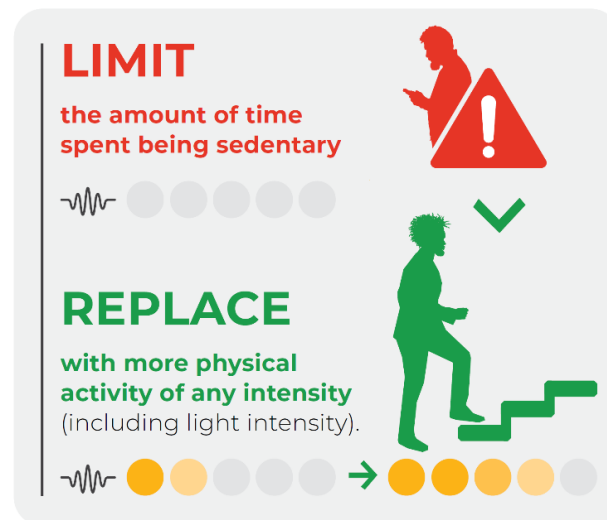 LIMIT
the amount of time
spent being sedentary
REPLACE
with more physical
activity of any intensity
(including light intensity).